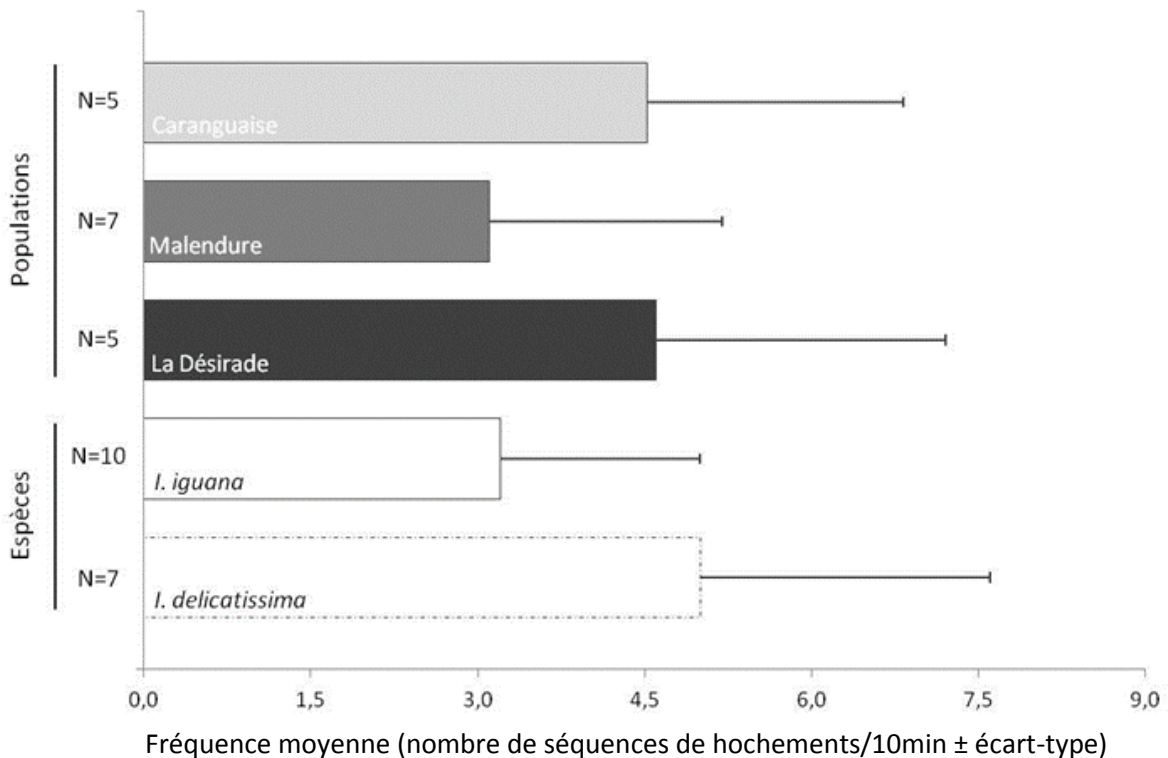 Populations
N=5
Caranguaise
N=7
Malendure
N=5
La Désirade
Espèces
N=10
I. iguana
N=7
I. delicatissima
0,0 1,5 3,0 4,5 6,0 7,5 9,0
Fréquence moyenne (nombre de séquences de hochements/10min ± écart-type)